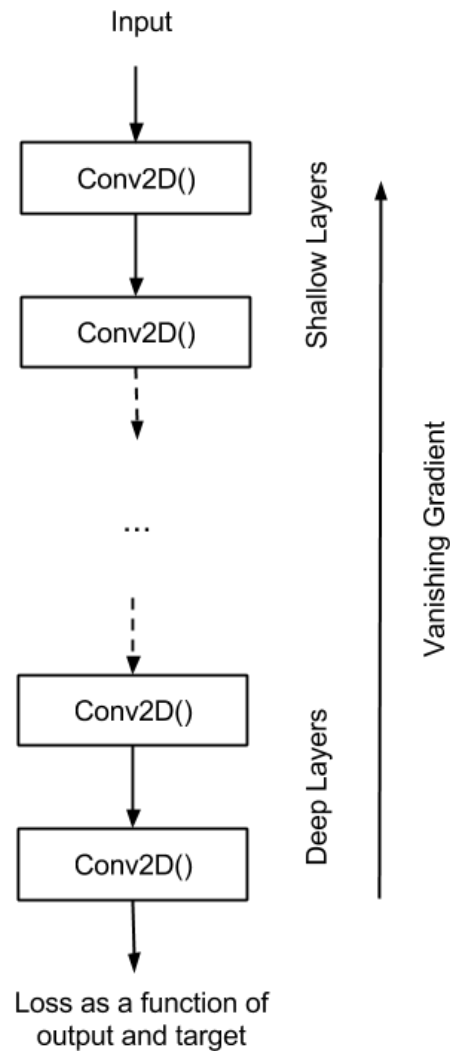 Input
Conv2D()
Conv2D()
Shallow Layers
...
Vanishing Gradient
Conv2D()
Deep Layers
Conv2D()
Loss as a function of
output and target